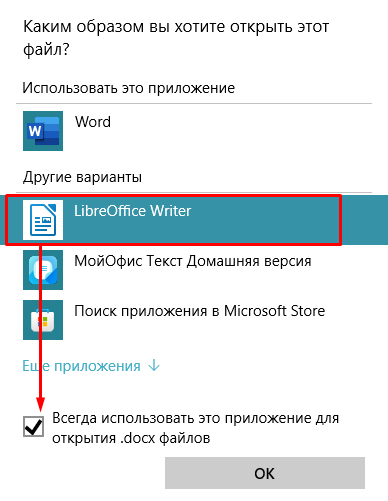 Каким образом вы хотите открыть этот
файл?
Использовать это приложение
W
Word
Другие варианты
LibreOffice Writer
МойОфис Текст Домашняя версия
Поиск приложения в Microsoft Store
Еще приложения ↓
Всегда использовать это приложение для
открытия .docx файлов
ОК